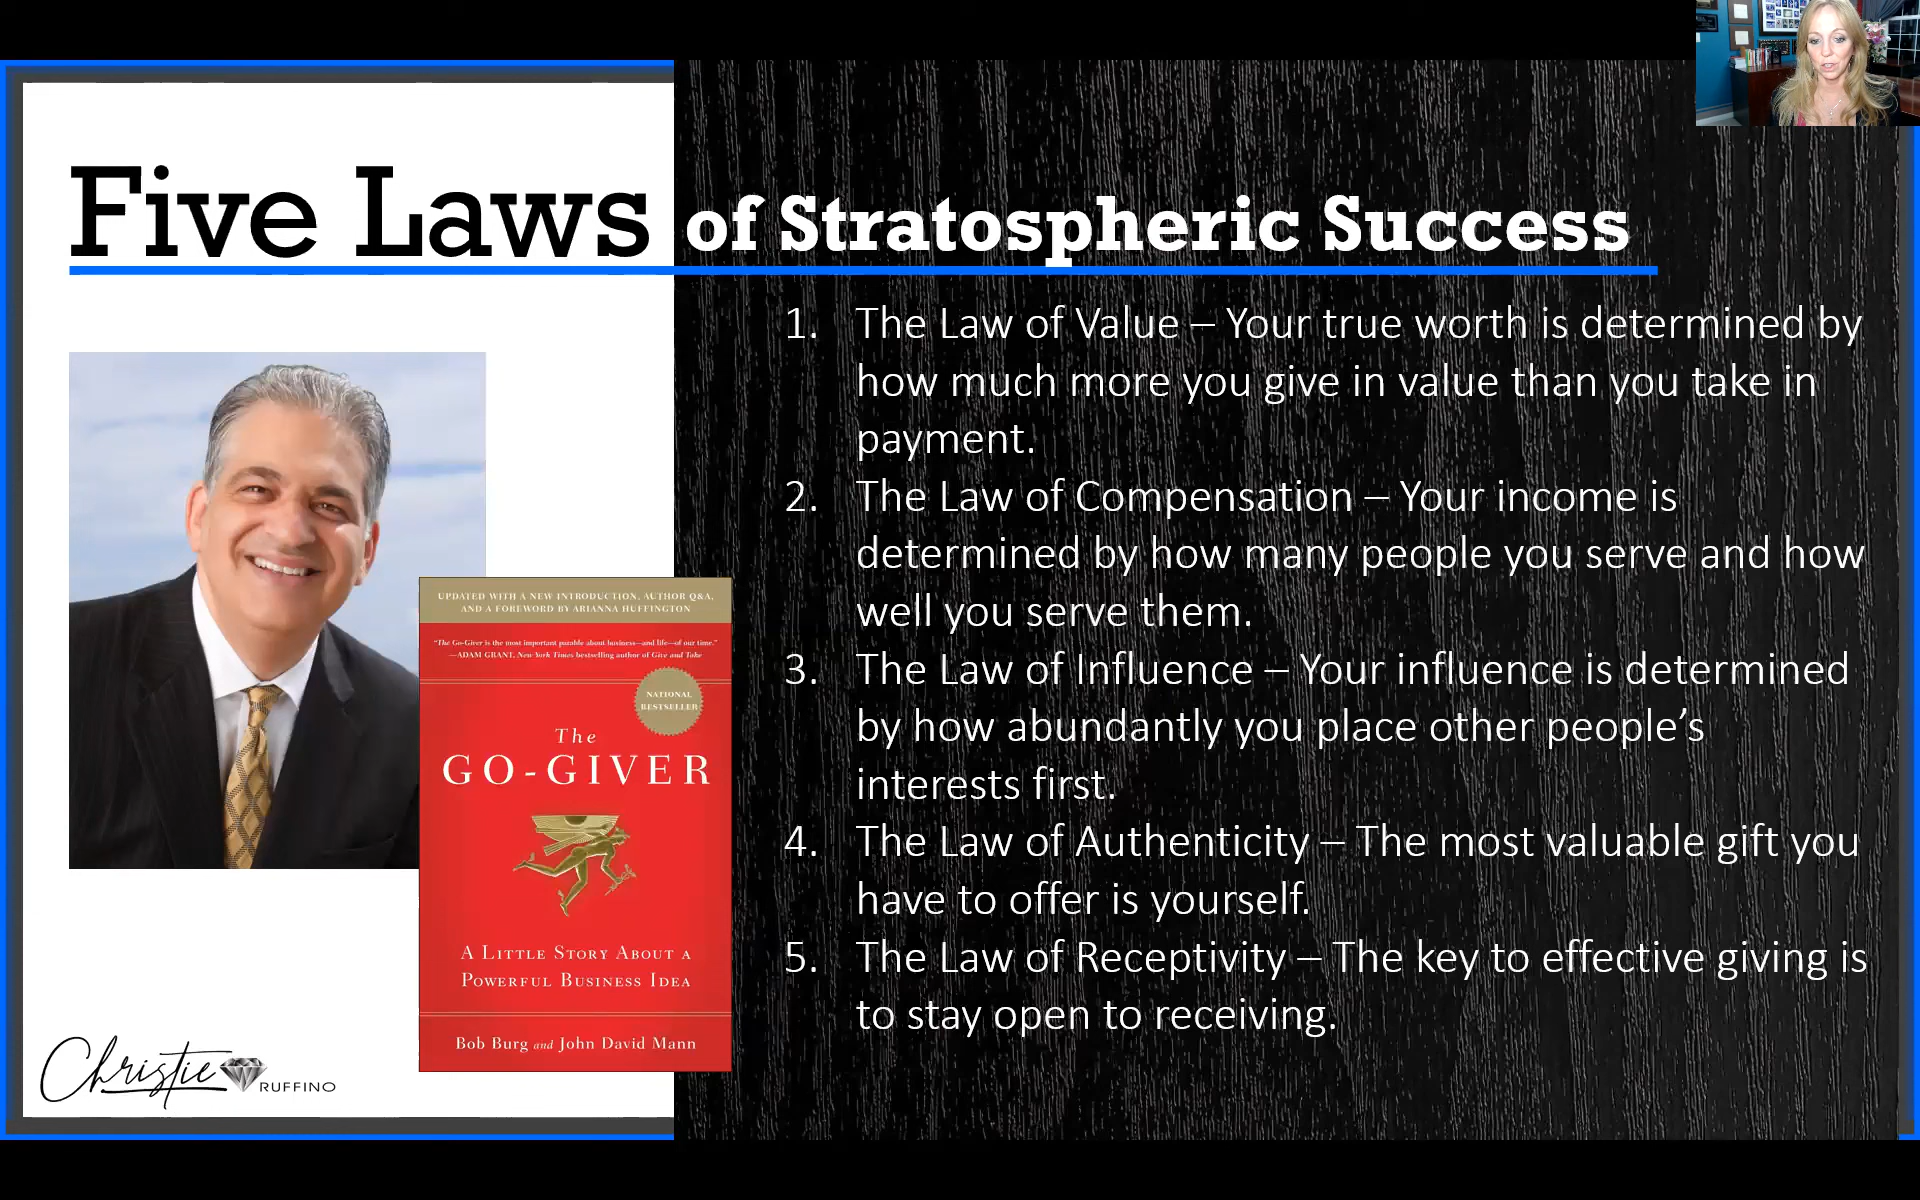 Five Laws of Stratospheric Success
1. The Law of Value – Your true worth is determined by
how much more you give in value than you take in
payment.
2. The Law of Compensation – Your income is
determined by how many people you serve and how
well you serve them.
3. The Law of Influence – Your influence is determined
by how abundantly you place other people’s
interests first.
4. The Law of Authenticity – The most valuable gift you
have to offer is yourself.
5. The Law of Receptivity – The key to effective giving is
to stay open to receiving.
UPDATED WITH A NEW INTRODUCTION, AUTHOR Q&A,
AND A FOREWORD BY ARIANNA HUFFINGTON
“The Go-Giver is the most important parable about business—and life—of our time.”
—ADAM GRANT, New York Times bestselling author of Give and Take
NATIONAL
BESTSELLER
The
GO-GIVER
A LITTLE STORY ABOUT A
POWERFUL BUSINESS IDEA
Bob Burg and John David Mann
Christie RUFFINO